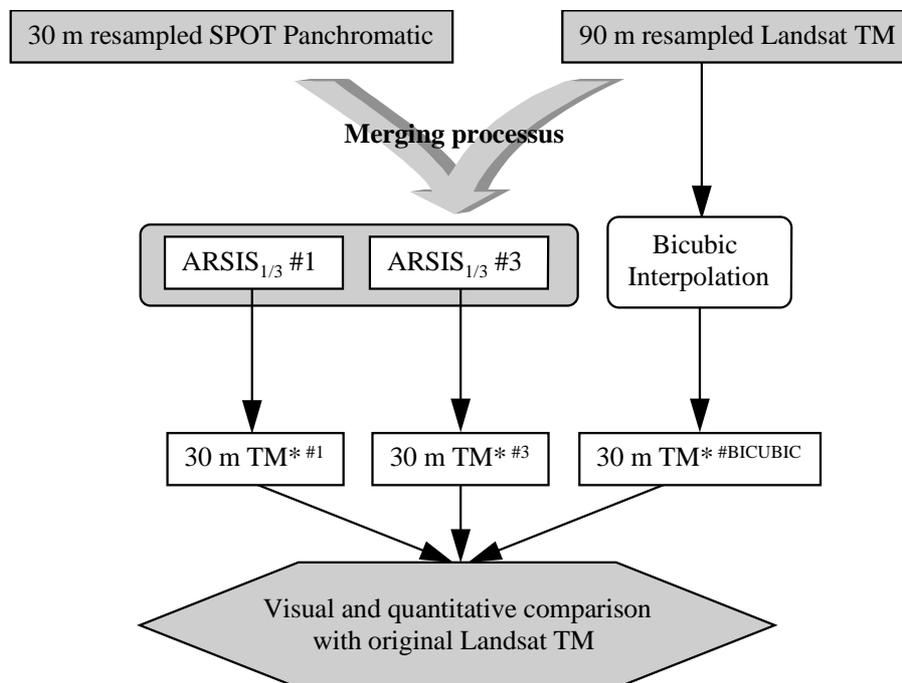 30 m resampled SPOT Panchromatic
90 m resampled Landsat TM
Merging processus
ARSIS1/3 #1
ARSIS1/3 #3
Bicubic
Interpolation
30 m TM* #1
30 m TM* #3
30 m TM* #BICUBIC
Visual and quantitative comparison
with original Landsat TM